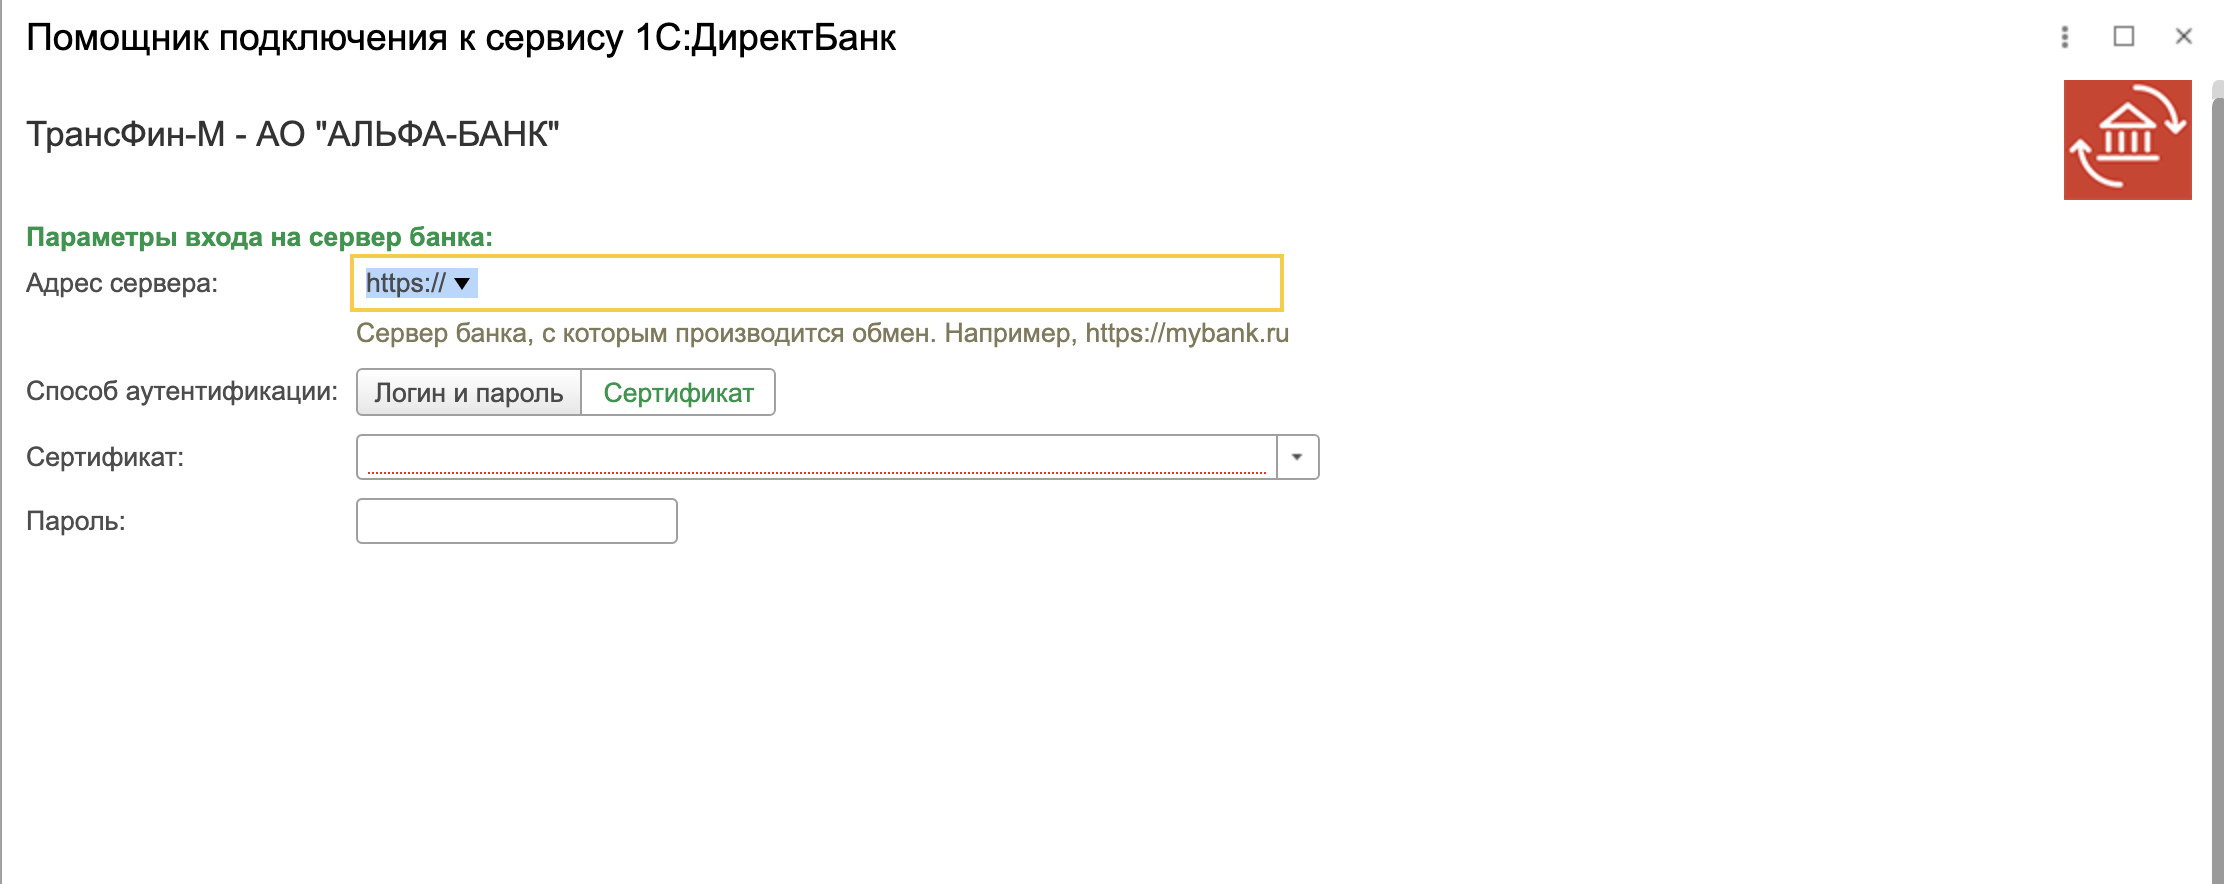 Помощник подключения к сервису 1С:ДиректБанк
ТрансФин-М - АО "АЛЬФА-БАНК"
Параметры входа на сервер банка:
Адрес сервера: https://
Сервер банка, с которым производится обмен. Например, https://mybank.ru
Способ аутентификации: Логин и пароль Сертификат
Сертификат:
Пароль: